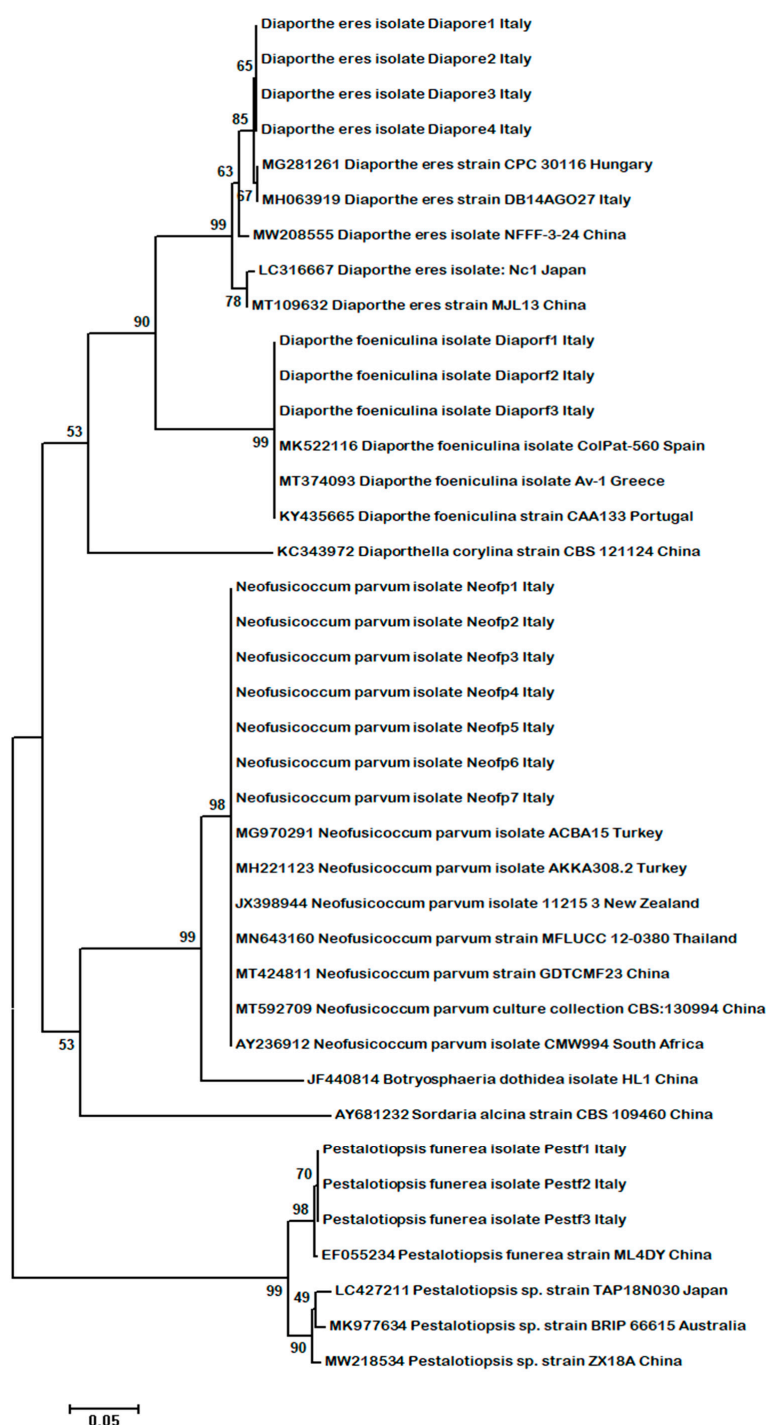 Diaporthe eres isolate Diapore1 Italy
Diaporthe eres isolate Diapore2 Italy
65
Diaporthe eres isolate Diapore3 Italy
85
Diaporthe eres isolate Diapore4 Italy
MG281261 Diaporthe eres strain CPC 30116 Hungary
63
67
MH063919 Diaporthe eres strain DB14AGO27 Italy
99
MW208555 Diaporthe eres isolate NFFF-3-24 China
LC316667 Diaporthe eres isolate: Nc1 Japan
78
MT109632 Diaporthe eres strain MJL13 China
90
Diaporthe foeniculina isolate Diaporf1 Italy
Diaporthe foeniculina isolate Diaporf2 Italy
Diaporthe foeniculina isolate Diaporf3 Italy
53
99
MK522116 Diaporthe foeniculina isolate ColPat-560 Spain
MT374093 Diaporthe foeniculina isolate Av-1 Greece
KY435665 Diaporthe foeniculina strain CAA133 Portugal
KC343972 Diaporthella corylina strain CBS 121124 China
Neofusicoccum parvum isolate Neofp1 Italy
Neofusicoccum parvum isolate Neofp2 Italy
Neofusicoccum parvum isolate Neofp3 Italy
Neofusicoccum parvum isolate Neofp4 Italy
Neofusicoccum parvum isolate Neofp5 Italy
Neofusicoccum parvum isolate Neofp6 Italy
Neofusicoccum parvum isolate Neofp7 Italy
98
MG970291 Neofusicoccum parvum isolate ACBA15 Turkey
MH221123 Neofusicoccum parvum isolate AKKA308.2 Turkey
JX398944 Neofusicoccum parvum isolate 11215 3 New Zealand
99
MN643160 Neofusicoccum parvum strain MFLUCC 12-0380 Thailand
MT424811 Neofusicoccum parvum strain GDTCMF23 China
MT592709 Neofusicoccum parvum culture collection CBS:130994 China
53
AY236912 Neofusicoccum parvum isolate CMW994 South Africa
JF440814 Botryosphaeria dothidea isolate HL1 China
AY681232 Sordaria alcina strain CBS 109460 China
Pestalotiopsis funerea isolate Pestf1 Italy
70
Pestalotiopsis funerea isolate Pestf2 Italy
98
Pestalotiopsis funerea isolate Pestf3 Italy
EF055234 Pestalotiopsis funerea strain ML4DY China
99
49
LC427211 Pestalotiopsis sp. strain TAP18N030 Japan
MK977634 Pestalotiopsis sp. strain BRIP 66615 Australia
90
MW218534 Pestalotiopsis sp. strain ZX18A China
0.05